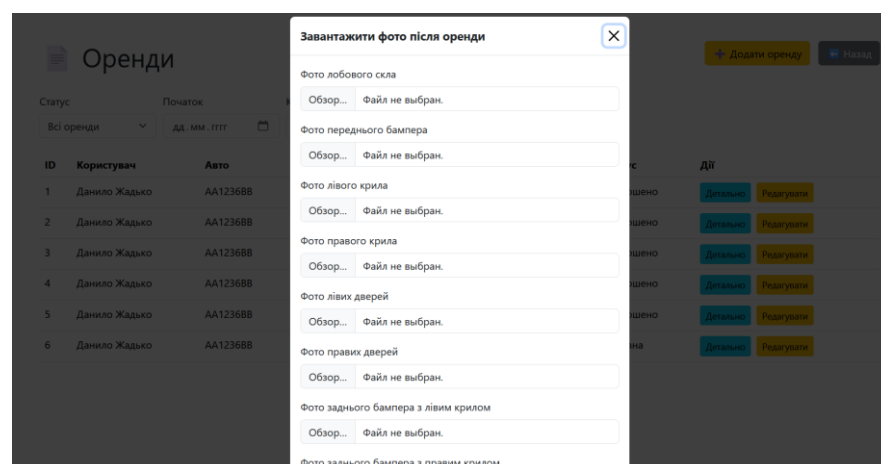 Завантажити фото після оренди
Оренди
Додати оренду
Назад
Фото лобового скла
Обзор... Файл не выбран.
Статус Початок
Всі оренди дд.мм.гггг
Фото переднього бампера
Обзор... Файл не выбран.
ID Користувач Авто Дії
Фото лівого крила
1 Данило Жадько AA1236BB Детально Редагувати
Обзор... Файл не выбран.
2 Данило Жадько AA1236BB Детально Редагувати
Фото правого крила
3 Данило Жадько AA1236BB Детально Редагувати
Обзор... Файл не выбран.
4 Данило Жадько AA1236BB Детально Редагувати
Фото лівих дверей
5 Данило Жадько AA1236BB Детально Редагувати
Обзор... Файл не выбран.
6 Данило Жадько AA1236BB Детально Редагувати
Фото правих дверей
Обзор... Файл не выбран.
Фото заднього бампера з лівим крилом
Обзор... Файл не выбран.
Фото заднього бампера з правим крилом